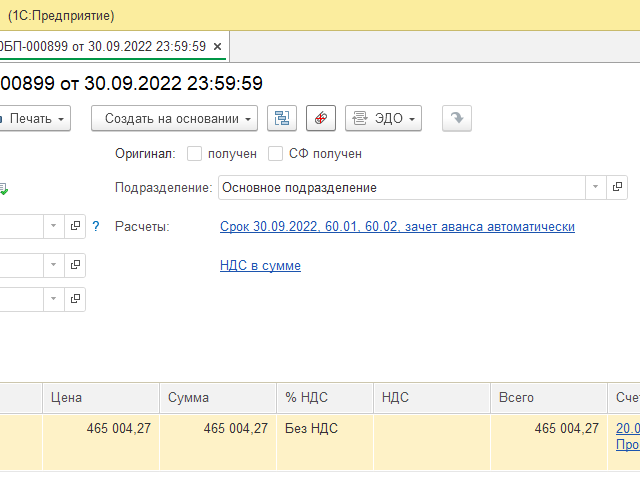 (1С:Предприятие)
0БП-000899 от 30.09.2022 23:59:59 ×
00899 от 30.09.2022 23:59:59
Печать Создать на основании ЭДО
Оригинал: получен СФ получен
Подразделение: Основное подразделение
? Расчеты: Срок 30.09.2022, 60.01, 60.02, зачет аванса автоматически
НДС в сумме
Цена Сумма % НДС НДС Всего Сче
465 004,27 465 004,27 Без НДС 465 004,27 20.0
Про